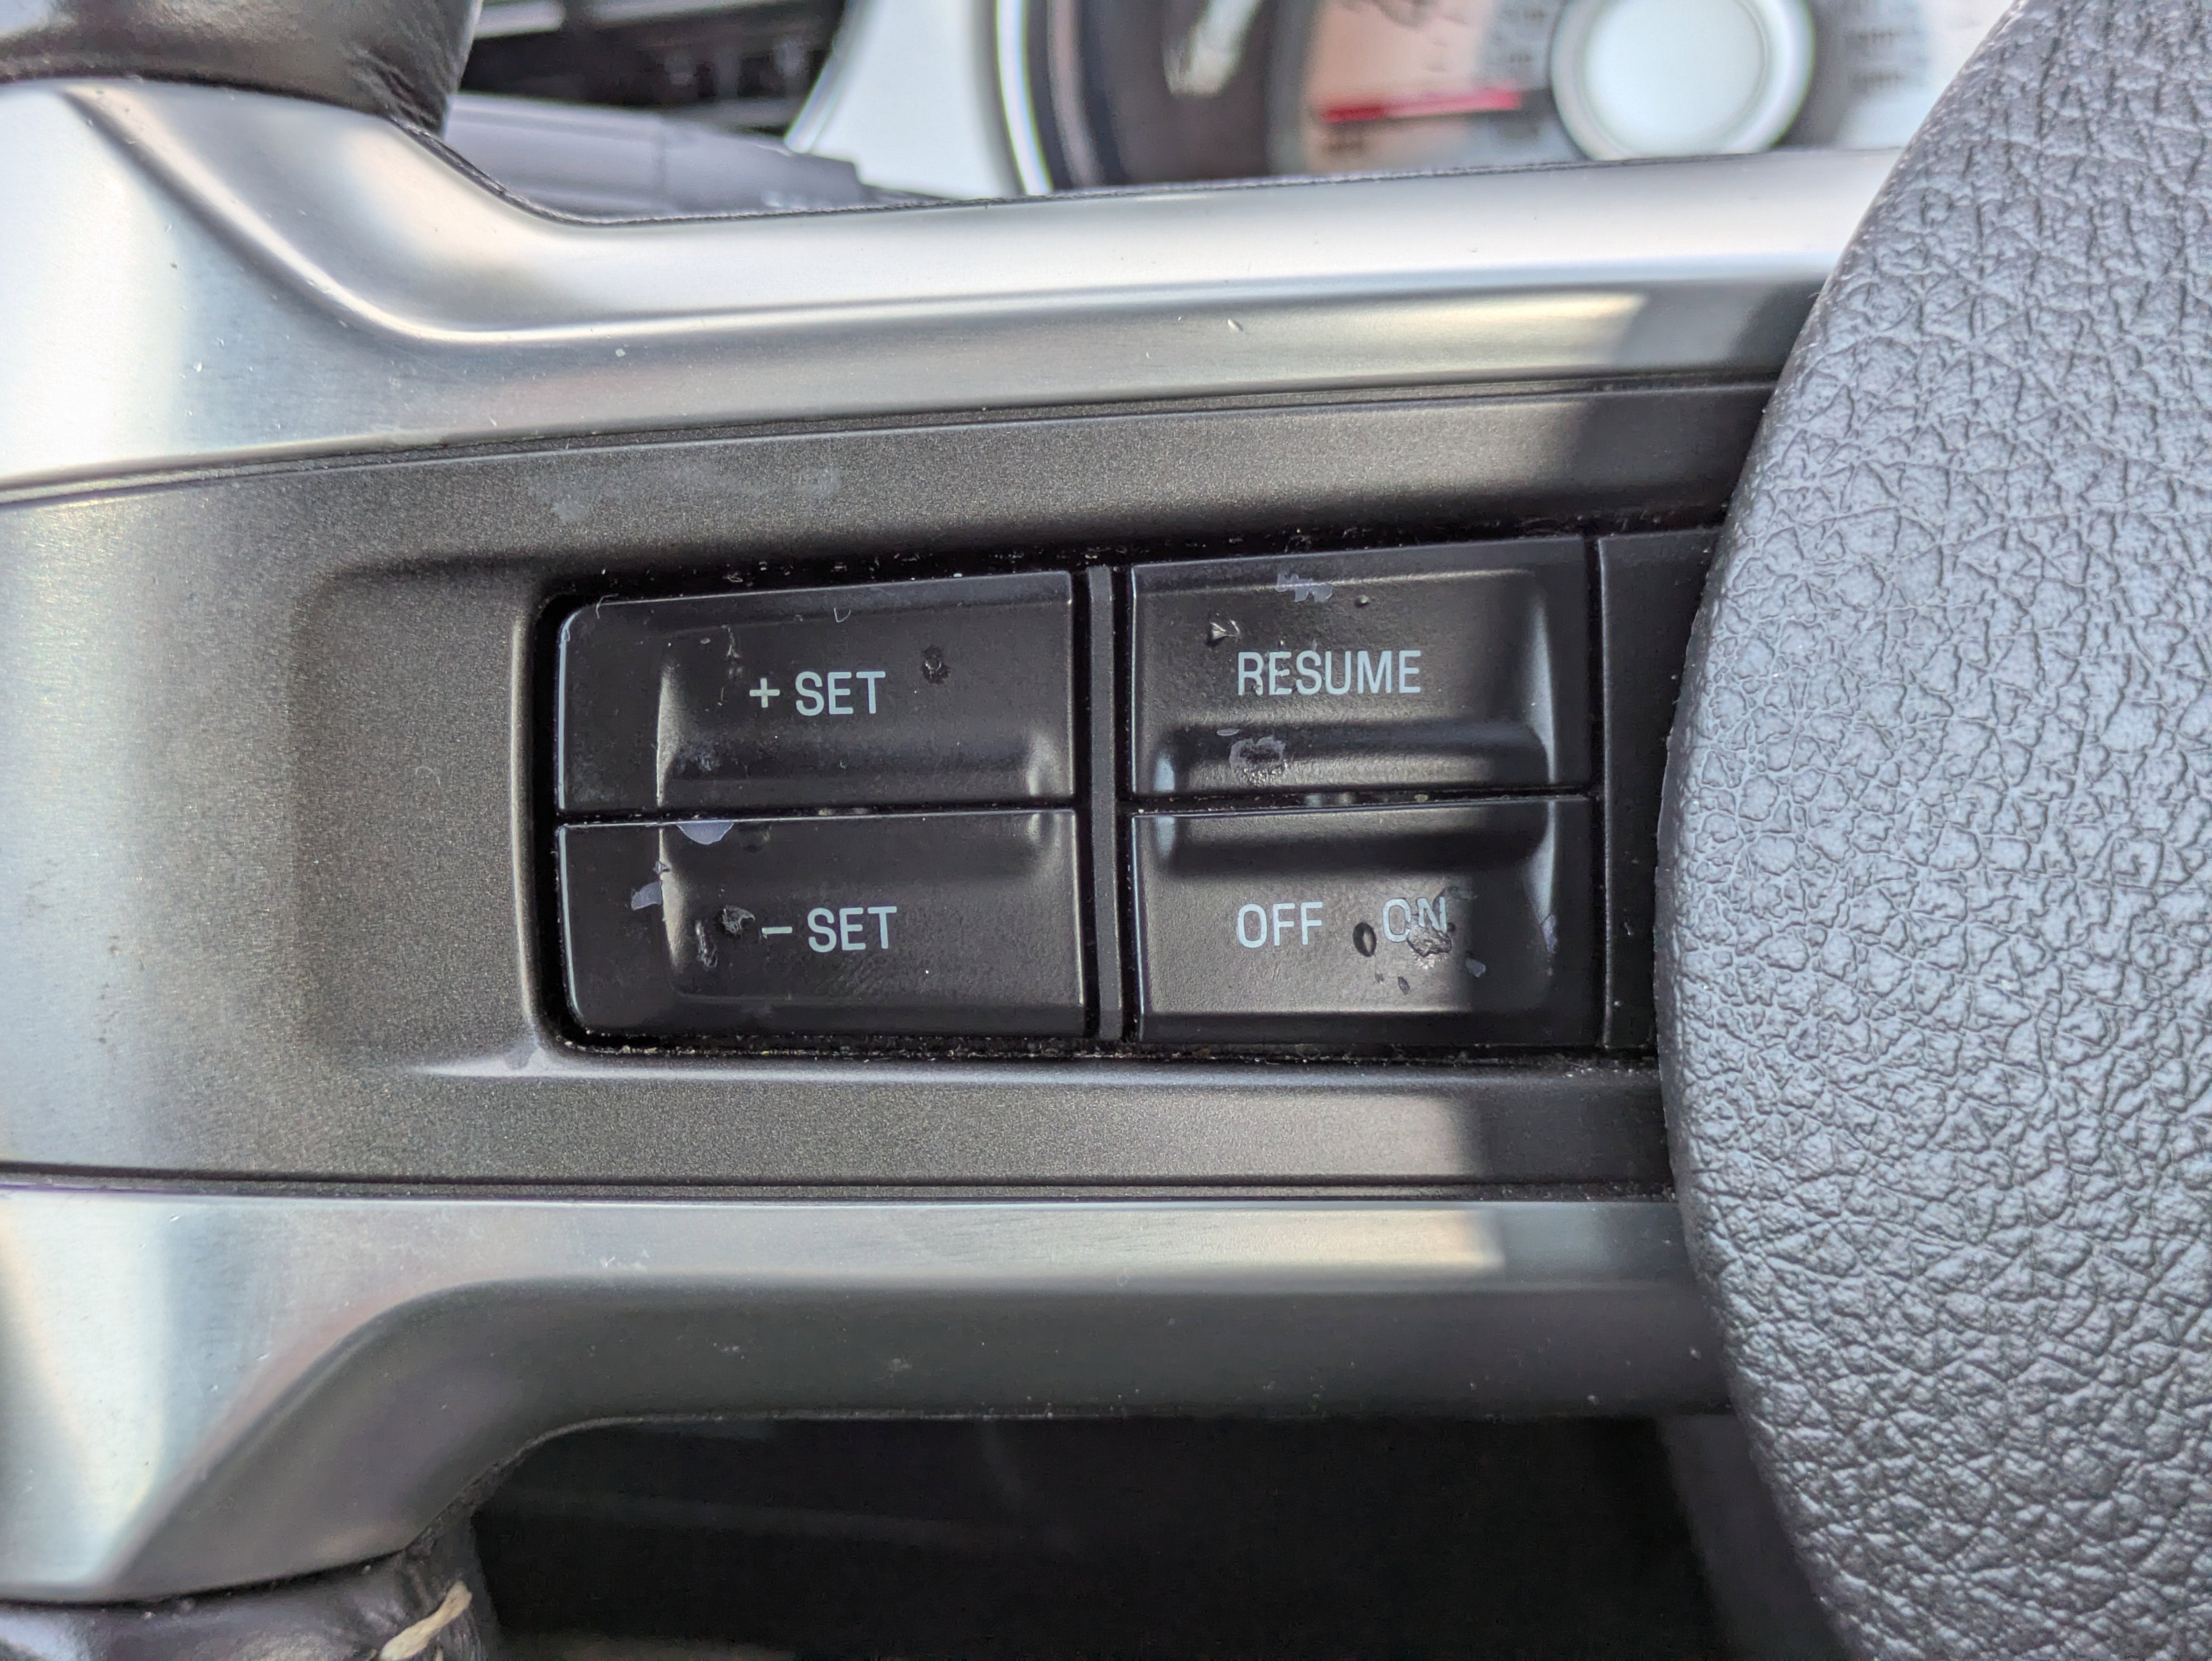 + SET
RESUME
− SET
OFF ON